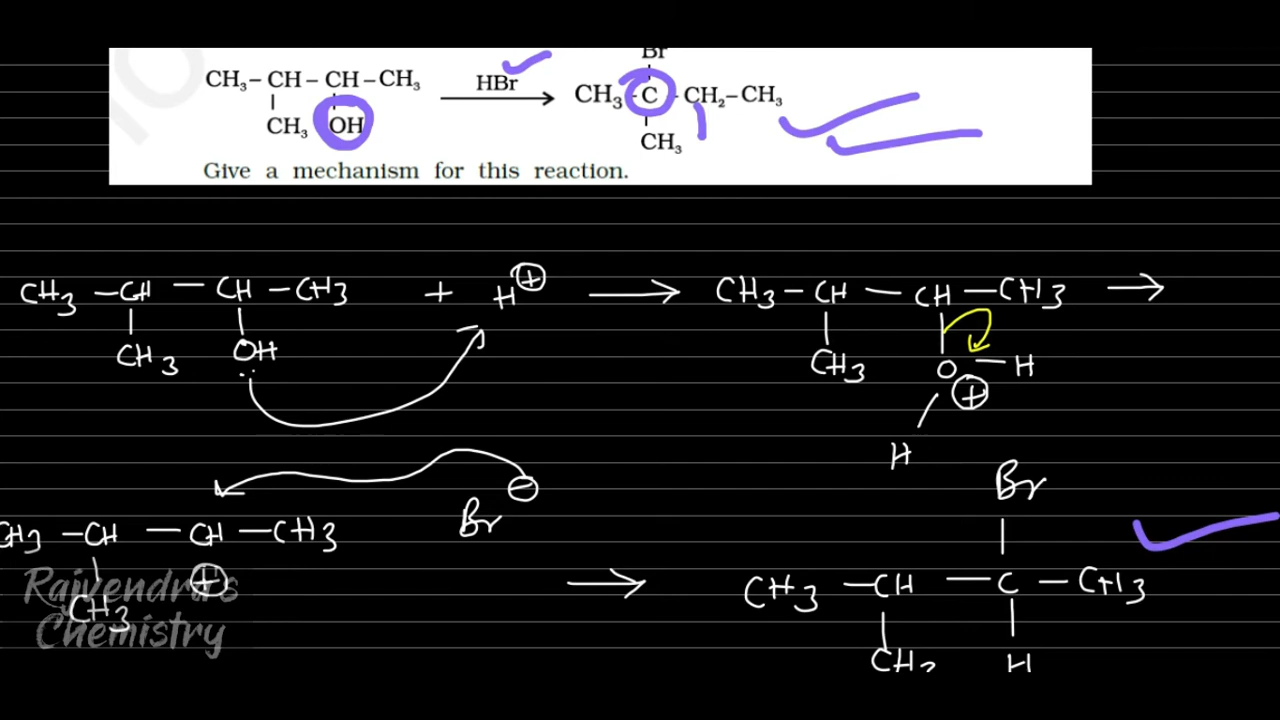 Br
CH₃ – CH – CH – CH₃ HBr CH₃ - C - CH₂ – CH₃
CH₃ OH CH₃
Give a mechanism for this reaction.
CH3 – CH – CH – CH3 + H⊕ → CH3 – CH – CH – CH3 →
CH3 OH CH3 O – H
⊕
H
Br
Br ⊖
CH3 – CH – CH – CH3 → CH3 – CH – C – CH3
⊕
CH3 CH3 H
Rajvendra's
Chemistry